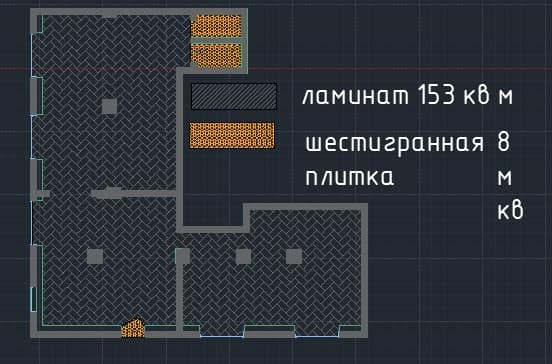 ламинат 153 кв м
шестигранная 8
плитка м
кв